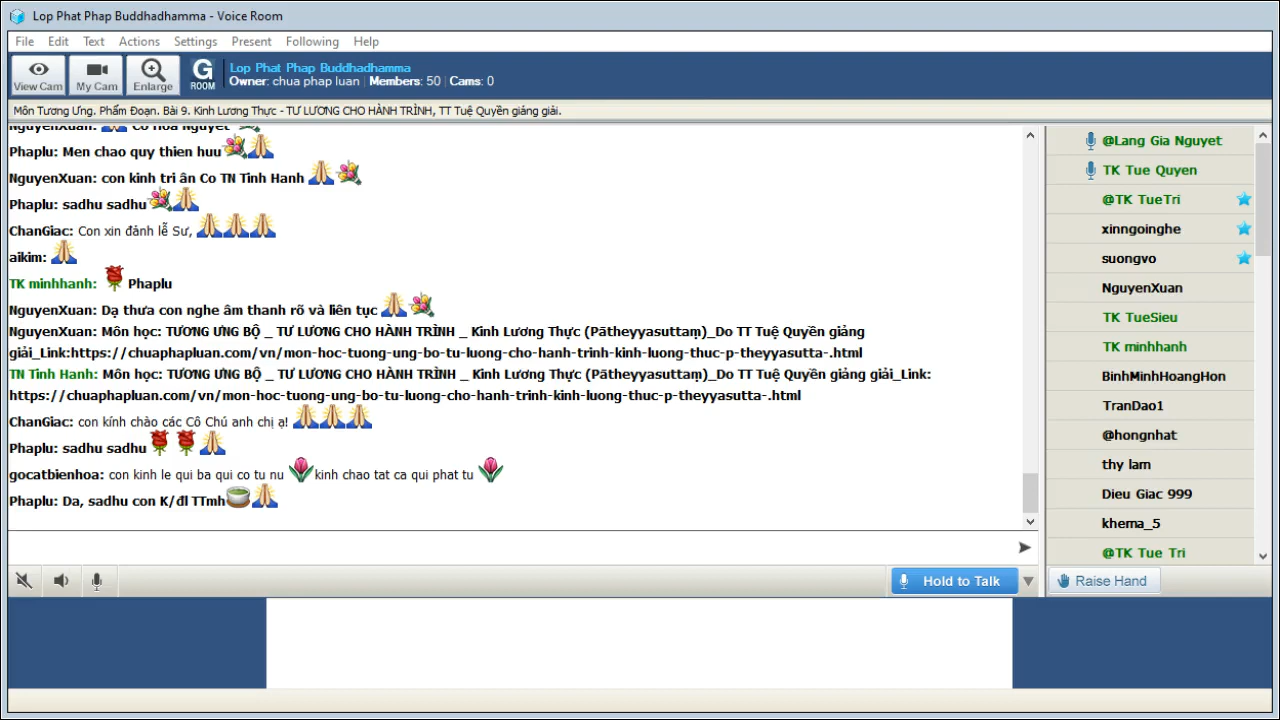 Lop Phat Phap Buddhadhamma - Voice Room
File Edit Text Actions Settings Present Following Help
View Cam My Cam Enlarge G ROOM
Lop Phat Phap Buddhadhamma
Owner: chua phap luan Members: 50 Cams: 0
Môn Tương Ưng. Phẩm Đoạn. Bài 9. Kinh Lương Thực - TƯ LƯƠNG CHO HÀNH TRÌNH, TT Tuệ Quyền giảng giải.
NguyenXuan: Co Hoa Nguyet
Phaplu: Men chao quy thien huu
NguyenXuan: con kinh tri ân Co TN Tinh Hanh
Phaplu: sadhu sadhu
ChanGiac: Con xin đảnh lễ Sư,
aikim:
TK minhhanh: Phaplu
NguyenXuan: Dạ thưa con nghe âm thanh rõ và liên tục
NguyenXuan: Môn học: TƯƠNG ƯNG BỘ _ TƯ LƯƠNG CHO HÀNH TRÌNH _ Kinh Lương Thực (Pātheyyasuttaṃ)_Do TT Tuệ Quyền giảng
giải_Link:https://chuaphapluan.com/vn/mon-hoc-tuong-ung-bo-tu-luong-cho-hanh-trinh-kinh-luong-thuc-p-theyyasutta-.html
TN Tinh Hanh: Môn học: TƯƠNG ƯNG BỘ _ TƯ LƯƠNG CHO HÀNH TRÌNH _ Kinh Lương Thực (Pātheyyasuttaṃ)_Do TT Tuệ Quyền giảng giải_Link:
https://chuaphapluan.com/vn/mon-hoc-tuong-ung-bo-tu-luong-cho-hanh-trinh-kinh-luong-thuc-p-theyyasutta-.html
ChanGiac: con kính chào các Cô Chú anh chị ạ!
Phaplu: sadhu sadhu
gocatbienhoa: con kinh le qui ba qui co tu nu kinh chao tat ca qui phat tu
Phaplu: Da, sadhu con K/đl TTmh
Hold to Talk
@Lang Gia Nguyet
TK Tue Quyen
@TK TueTri
xinngoinghe
suongvo
NguyenXuan
TK TueSieu
TK minhhanh
BinhMinhHoangHon
TranDao1
@hongnhat
thy lam
Dieu Giac 999
khema_5
@TK Tue Tri
Raise Hand